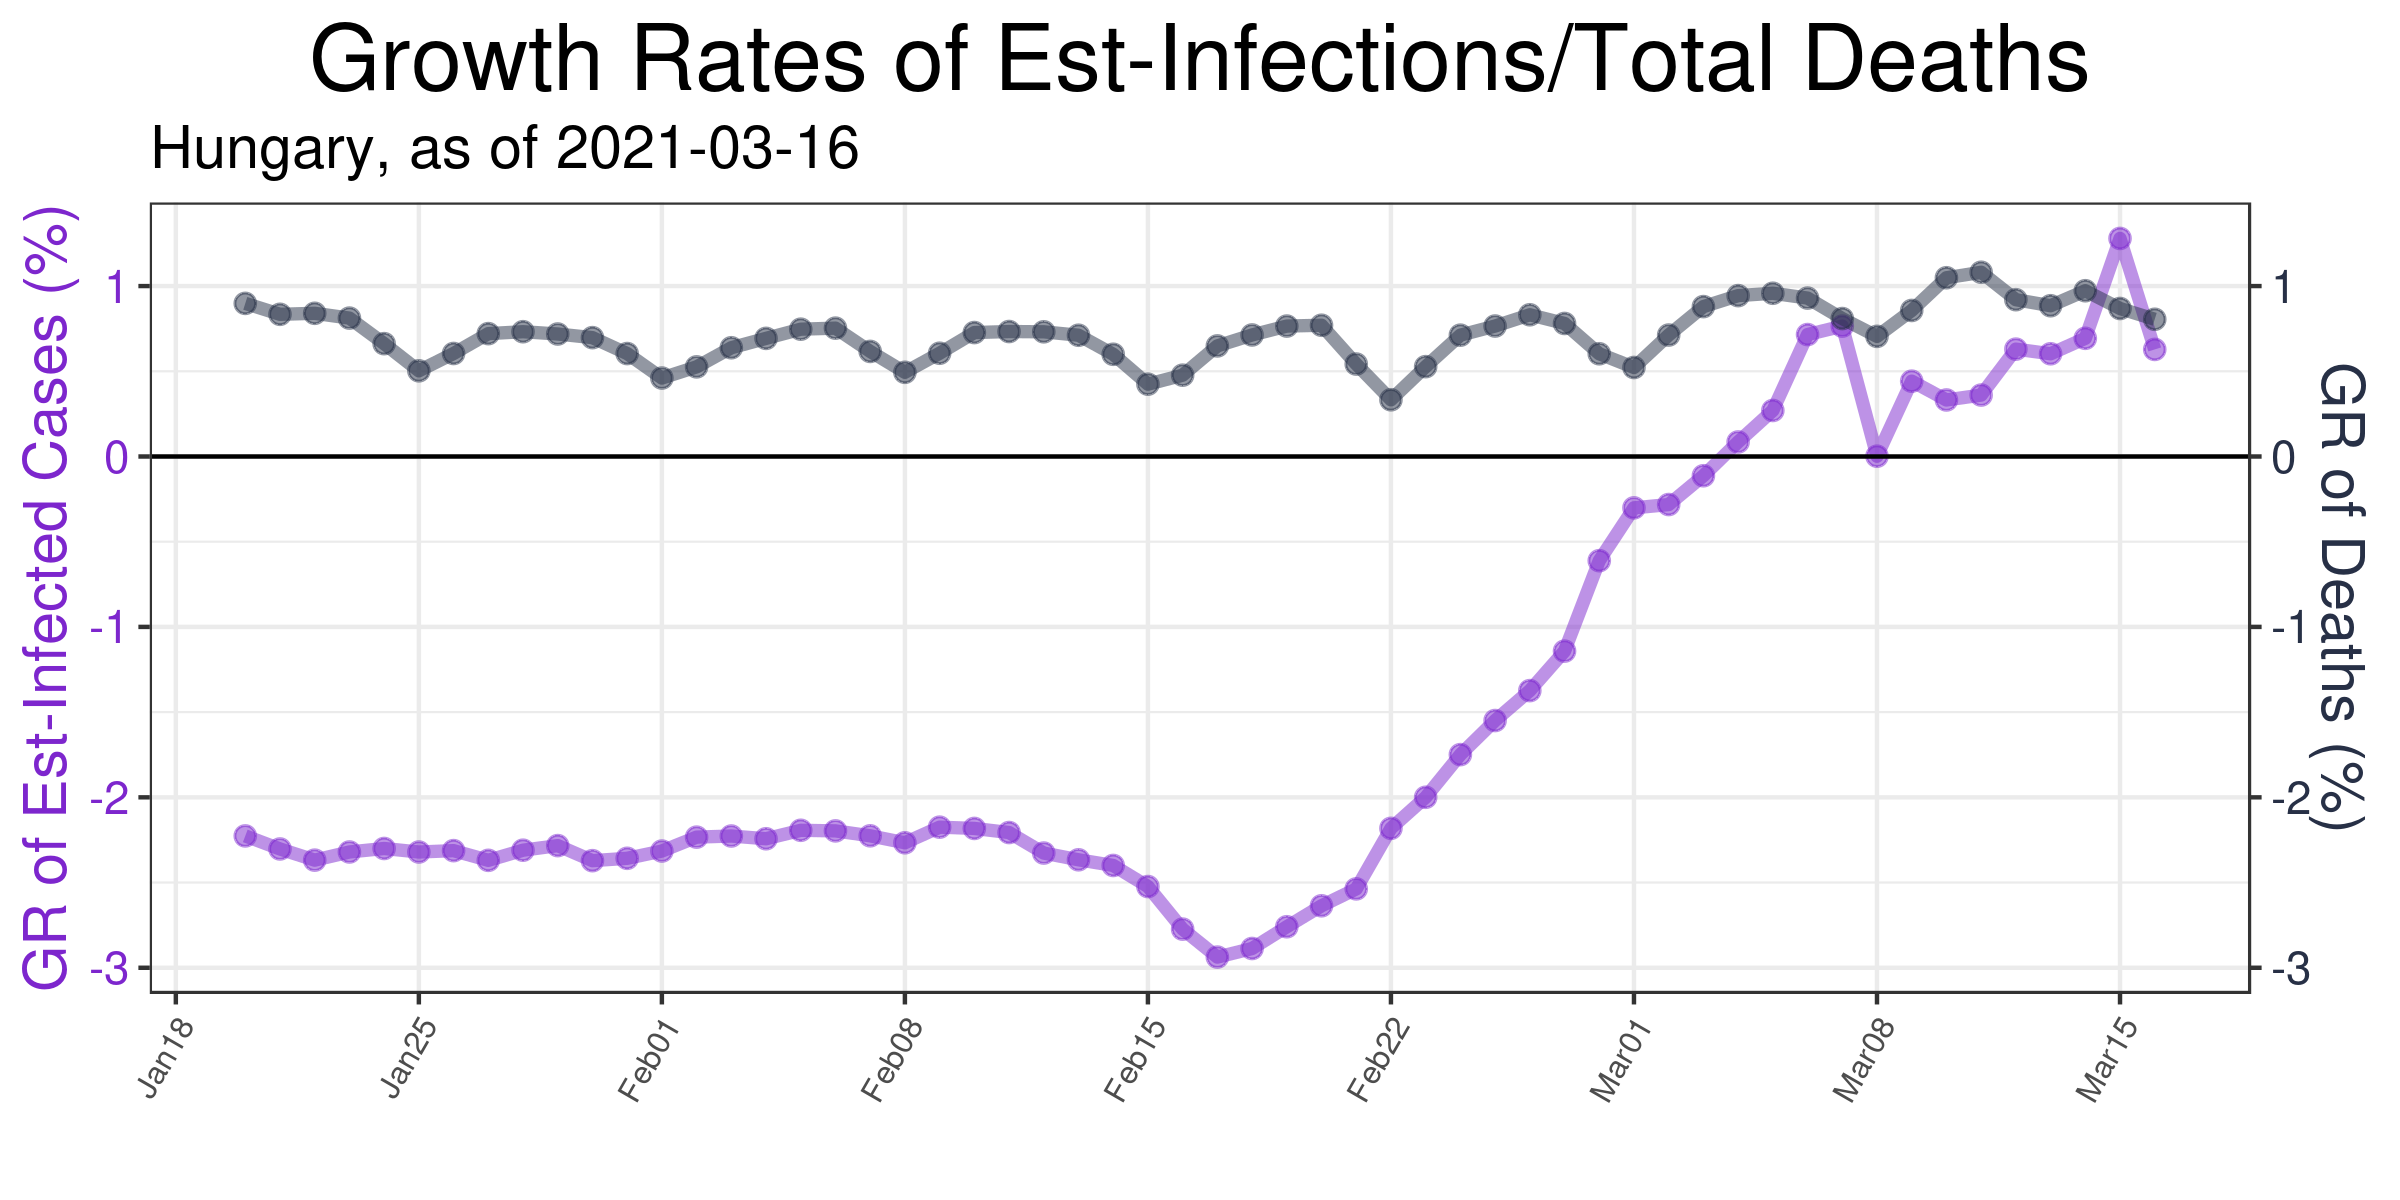 Growth Rates of Est-Infections/Total Deaths
Hungary, as of 2021-03-16
GR of Est-Infected Cases (%)
1
0
-1
-2
-3
1
0
-1
-2
-3
GR of Deaths (%)
Jan18
Jan25
Feb01
Feb08
Feb15
Feb22
Mar01
Mar08
Mar15